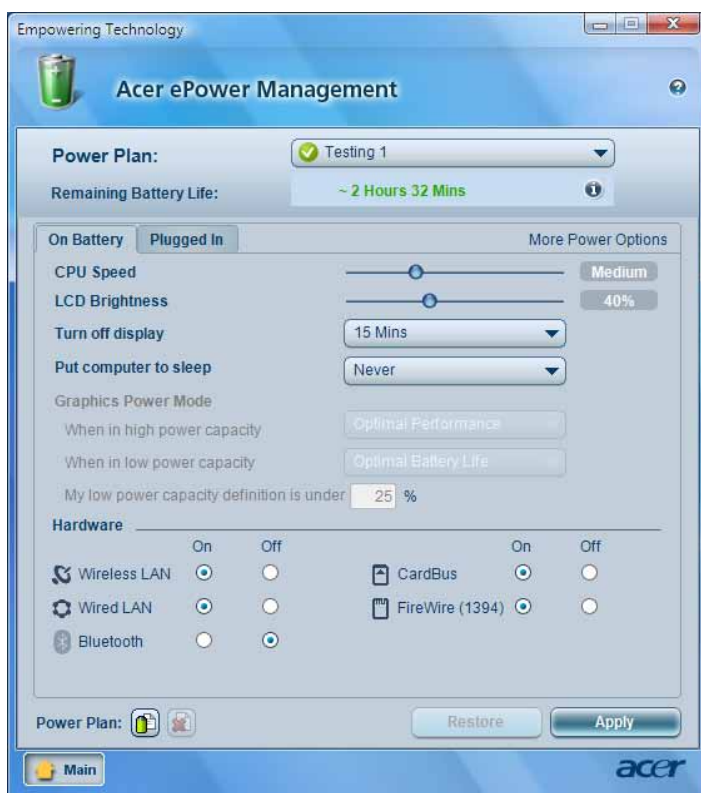 Empowering Technology
Acer ePower Management
Power Plan: Testing 1
Remaining Battery Life: ~ 2 Hours 32 Mins
On Battery Plugged In More Power Options
CPU Speed Medium
LCD Brightness 40%
Turn off display 15 Mins
Put computer to sleep Never
Graphics Power Mode
When in high power capacity Optimal Performance
When in low power capacity Optimal Battery Life
My low power capacity definition is under 25 %
Hardware
On Off On Off
Wireless LAN CardBus
Wired LAN FireWire (1394)
Bluetooth
Power Plan: Restore Apply
Main acer